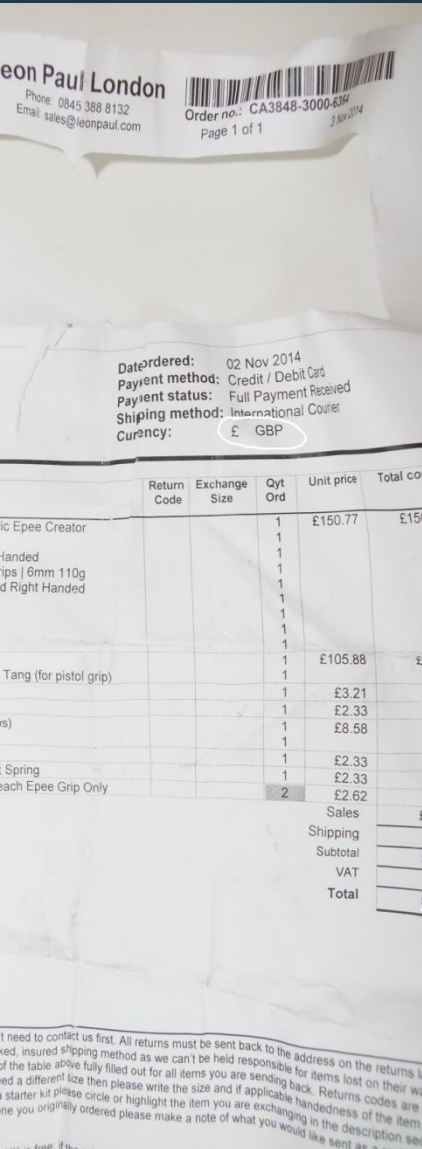 eon Paul London
Phone: 0845 388 8132
Email: sales@leonpaul.com
Order no.: CA3848-3000-6364
Page 1 of 1
3 Nov 2014
Date ordered: 02 Nov 2014
Payment method: Credit / Debit Card
Payment status: Full Payment Received
Shipping method: International Courier
Currency: £ GBP
Return Code Exchange Size Qyt Ord Unit price Total co
ic Epee Creator 1 £150.77 £15
1
Handed 1
rips | 6mm 110g 1
d Right Handed 1
1
1
1
1
1 £105.88 £
Tang (for pistol grip) 1
1 £3.21
1 £2.33
ys) 1 £8.58
1
1 £2.33
t Spring 1 £2.33
each Epee Grip Only 2 £2.62
Sales £
Shipping
Subtotal
VAT
Total
t need to contact us first. All returns must be sent back to the address on the returns l
ked, insured shipping method as we can't be held responsible for items lost on their wa
of the table above fully filled out for all items you are sending back. Returns codes are
ed a different size then please write the size and if applicable handedness of the item
a starter kit please circle or highlight the item you are exchanging in the description sec
one you originally ordered please make a note of what you would like sent as a